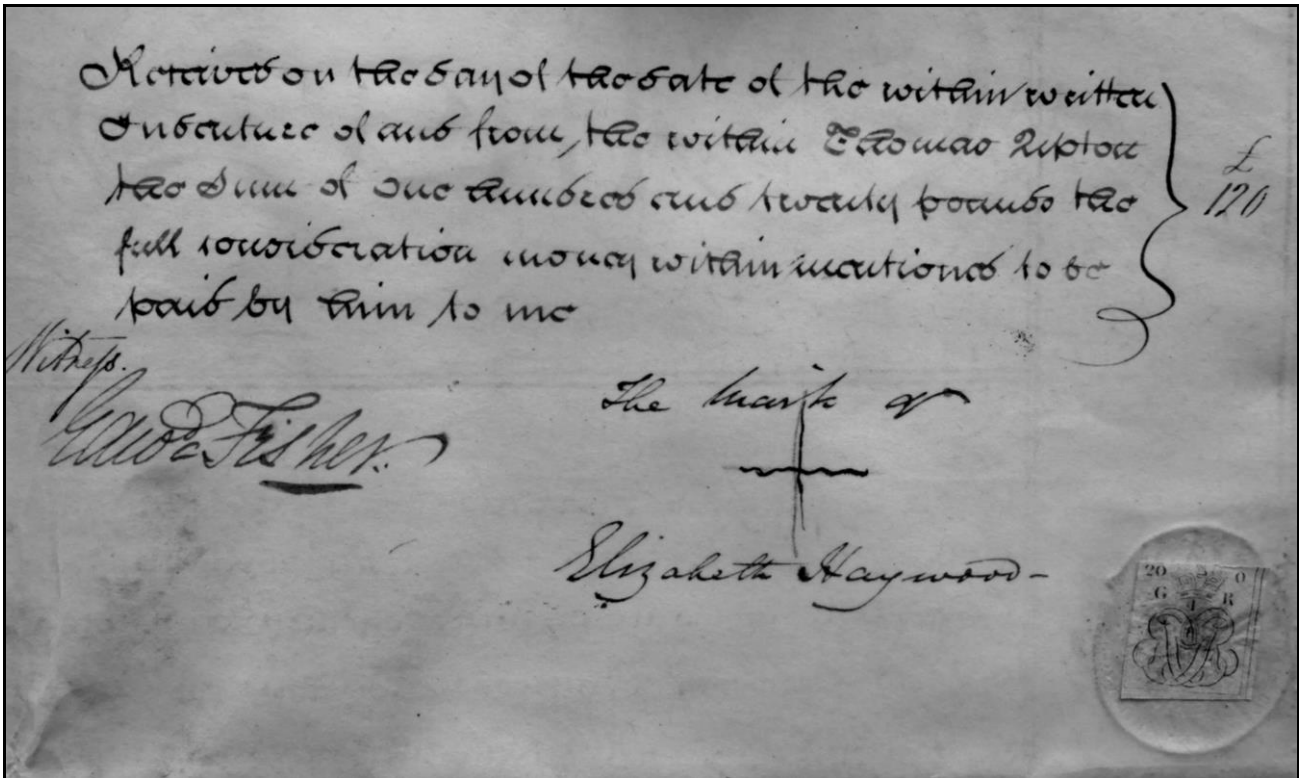 Received on the day of the date of the within written
Indenture of and from the within Thomas Upton
the Sum of One hundred and twenty pounds the
full consideration money within mentioned to be
paid by him to me
£
120
Witness.
Edwd Fisher.
The Mark of
Elizabeth Haywood
20 0
G R